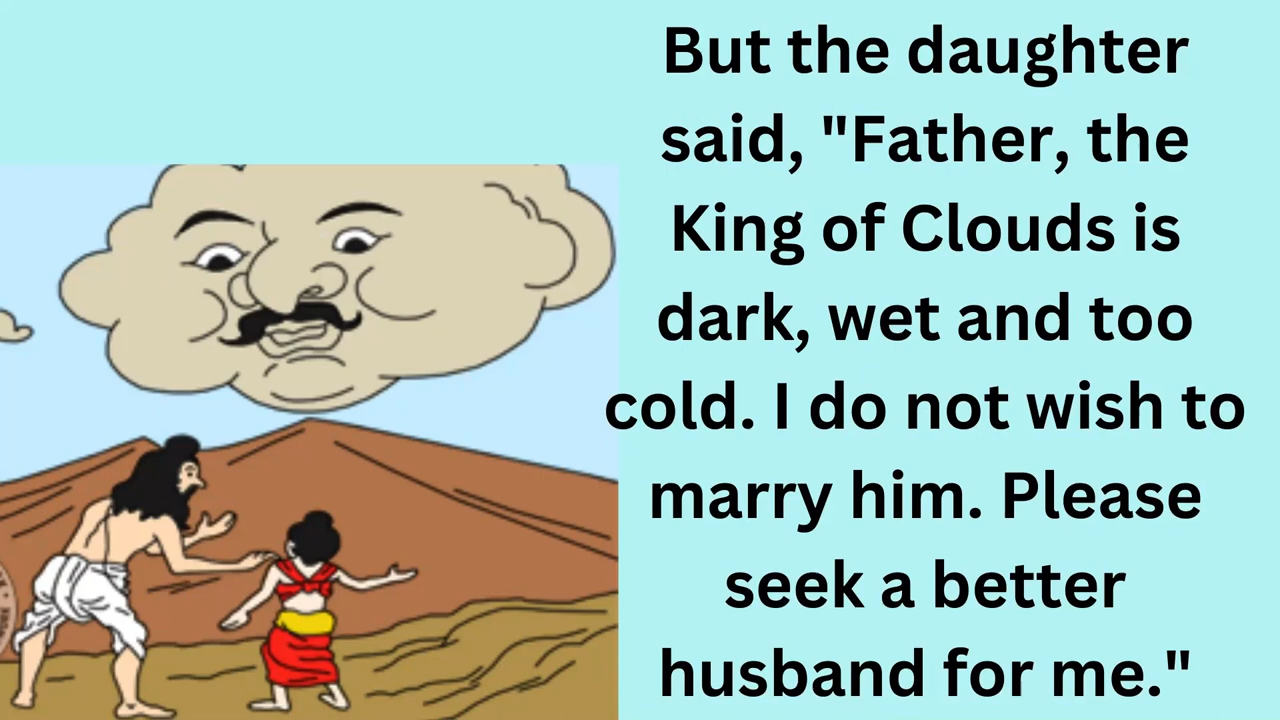 But the daughter
said, "Father, the
King of Clouds is
dark, wet and too
cold. I do not wish to
marry him. Please
seek a better
husband for me."